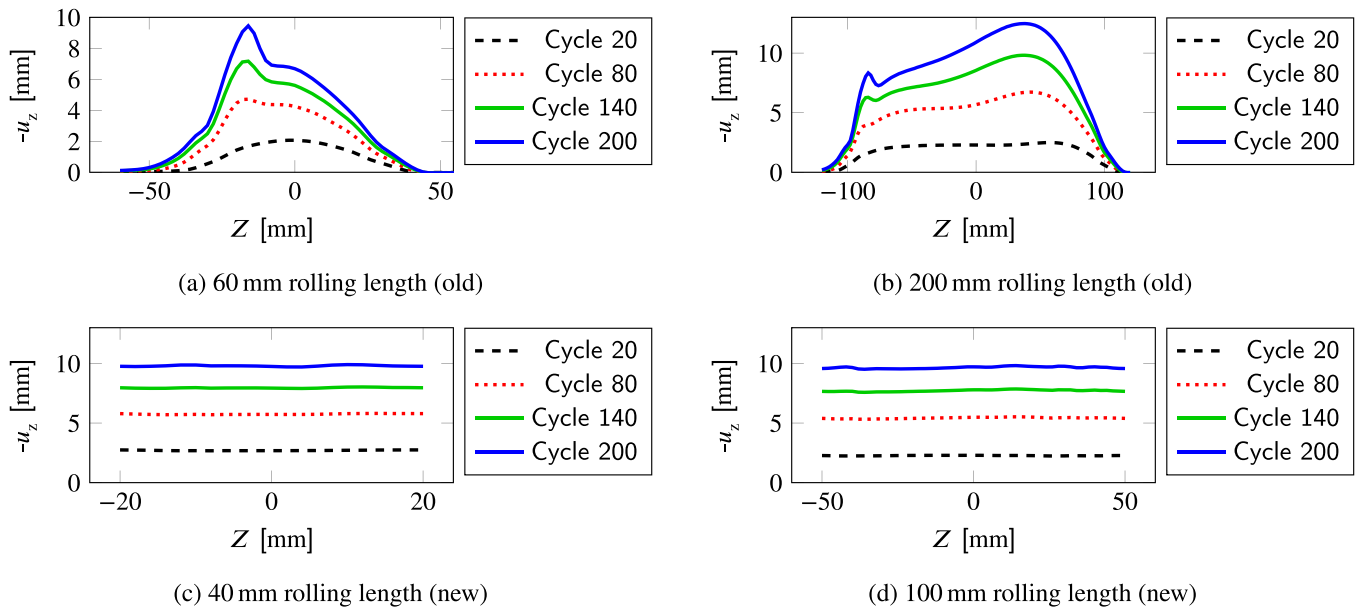 10
8
6
4
2
0
-u_z [mm]
−50 0 50
Z [mm]
Cycle 20
Cycle 80
Cycle 140
Cycle 200
(a) 60 mm rolling length (old)
10
5
0
-u_z [mm]
−100 0 100
Z [mm]
Cycle 20
Cycle 80
Cycle 140
Cycle 200
(b) 200 mm rolling length (old)
10
5
0
-u_z [mm]
−20 0 20
Z [mm]
Cycle 20
Cycle 80
Cycle 140
Cycle 200
(c) 40 mm rolling length (new)
10
5
0
-u_z [mm]
−50 0 50
Z [mm]
Cycle 20
Cycle 80
Cycle 140
Cycle 200
(d) 100 mm rolling length (new)